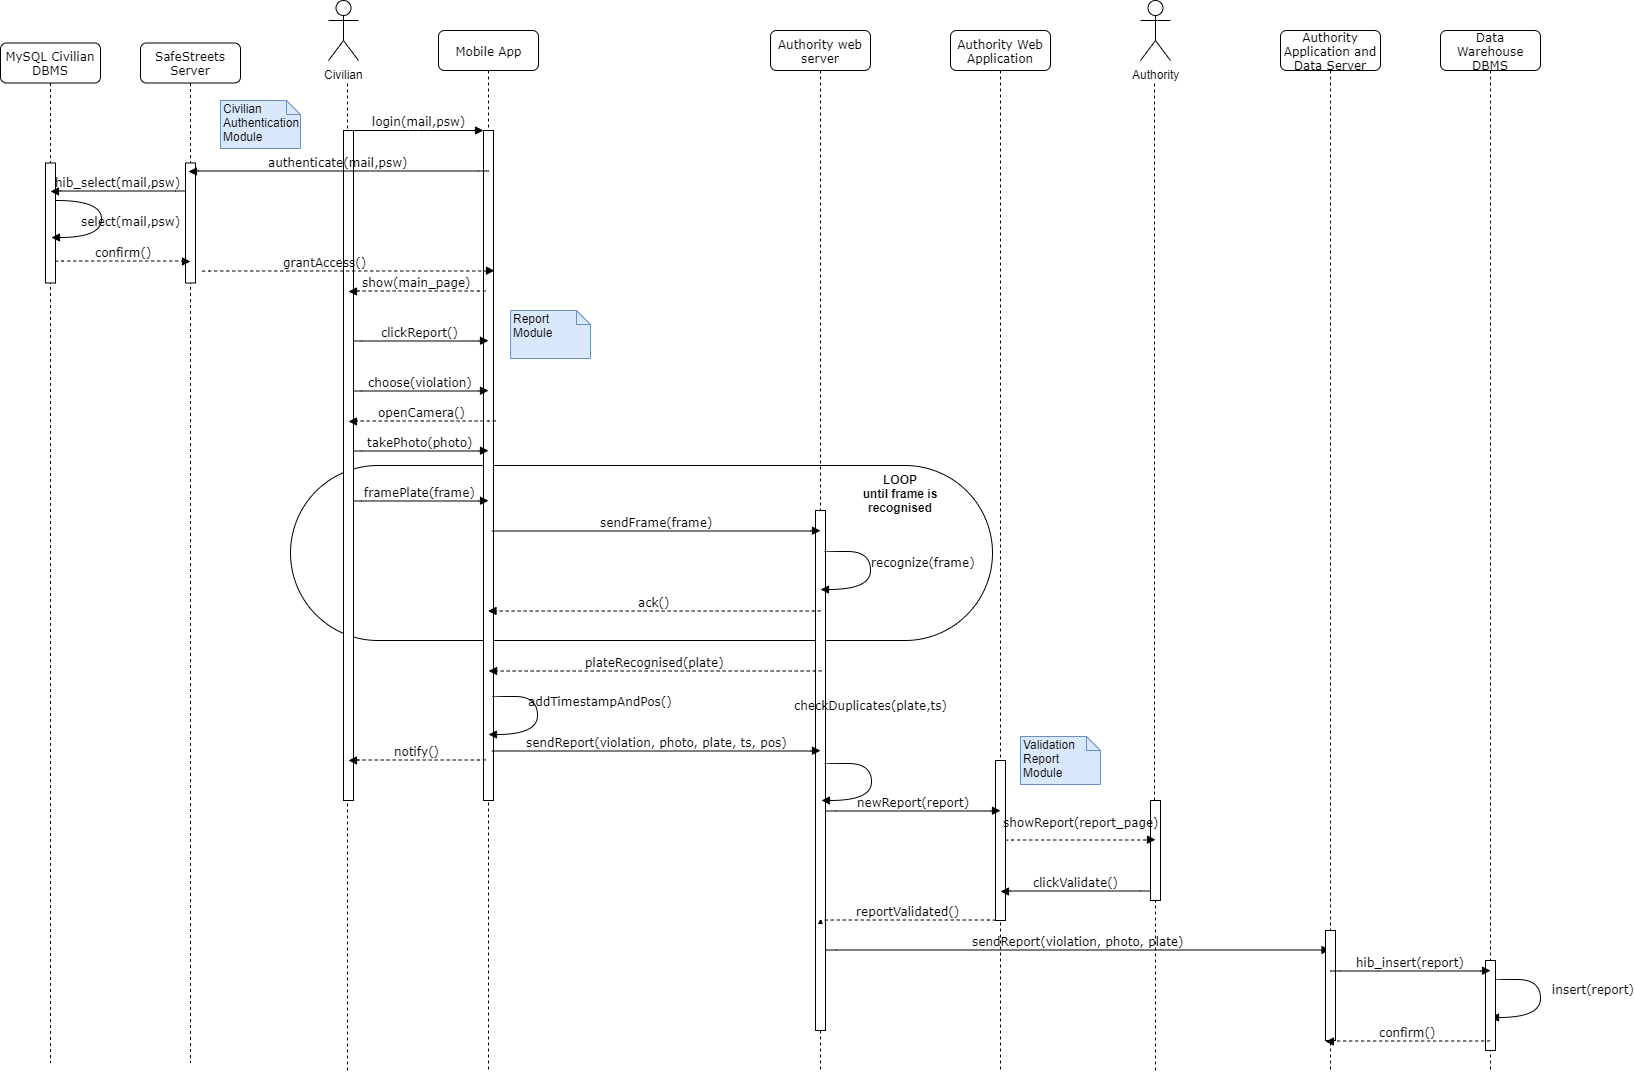 MySQL Civilian
DBMS
SafeStreets
Server
Civilian
Mobile App
Authority web
server
Authority Web
Application
Authority
Authority
Application and
Data Server
Data
Warehouse
DBMS
Civilian
Authentication
Module
login(mail,psw)
authenticate(mail,psw)
hib_select(mail,psw)
select(mail,psw)
confirm()
grantAccess()
show(main_page)
Report
Module
clickReport()
choose(violation)
openCamera()
takePhoto(photo)
LOOP
until frame is
recognised
framePlate(frame)
sendFrame(frame)
recognize(frame)
ack()
plateRecognised(plate)
addTimestampAndPos()
checkDuplicates(plate,ts)
sendReport(violation, photo, plate, ts, pos)
notify()
Validation
Report
Module
newReport(report)
showReport(report_page)
clickValidate()
reportValidated()
sendReport(violation, photo, plate)
hib_insert(report)
insert(report)
confirm()